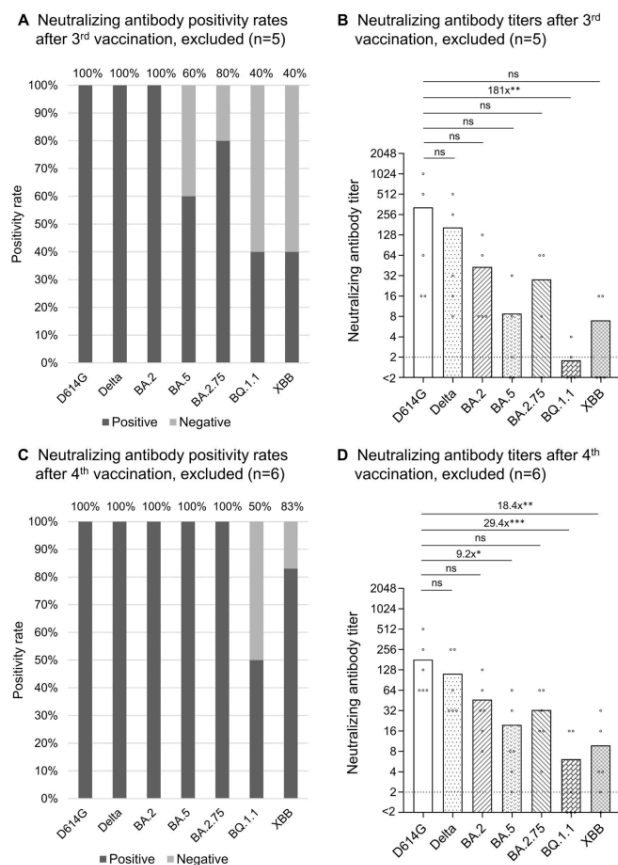 A Neutralizing antibody positivity rates
after 3rd vaccination, excluded (n=5)
100% 100% 100% 60% 80% 40% 40%
100%
90%
80%
70%
60%
50%
40%
30%
20%
10%
0%
Positivity rate
D614G Delta BA.2 BA.5 BA.2.75 BQ.1.1 XBB
Positive Negative
B Neutralizing antibody titers after 3rd
vaccination, excluded (n=5)
ns
181x**
ns
ns
ns
ns
2048
1024
512
256
128
64
32
16
8
4
2
<2
Neutralizing antibody titer
D614G Delta BA.2 BA.5 BA.2.75 BQ.1.1 XBB
C Neutralizing antibody positivity rates
after 4th vaccination, excluded (n=6)
100% 100% 100% 100% 100% 50% 83%
100%
90%
80%
70%
60%
50%
40%
30%
20%
10%
0%
Positivity rate
D614G Delta BA.2 BA.5 BA.2.75 BQ.1.1 XBB
Positive Negative
D Neutralizing antibody titers after 4th
vaccination, excluded (n=6)
18.4x**
29.4x***
ns
9.2x*
ns
ns
2048
1024
512
256
128
64
32
16
8
4
2
<2
Neutralizing antibody titer
D614G Delta BA.2 BA.5 BA.2.75 BQ.1.1 XBB